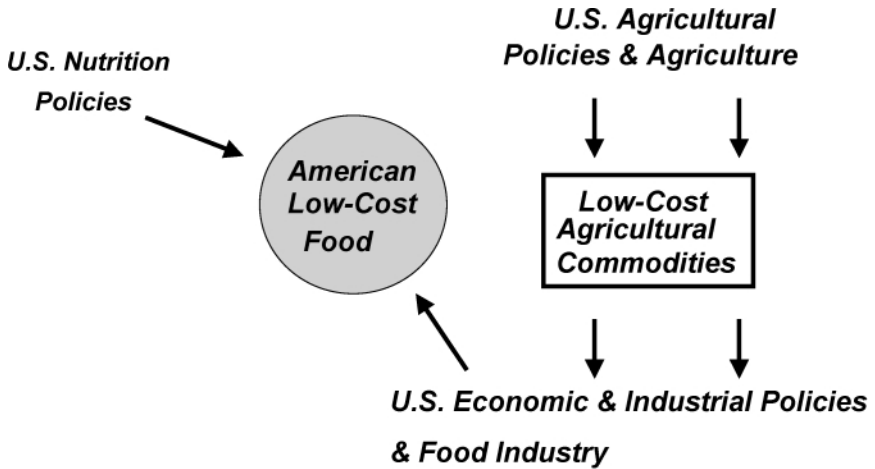 U.S. Nutrition
Policies
U.S. Agricultural
Policies & Agriculture
American
Low-Cost
Food
Low-Cost
Agricultural
Commodities
U.S. Economic & Industrial Policies
& Food Industry